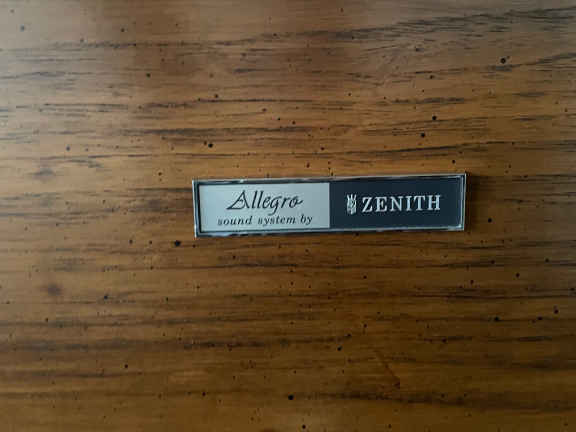 Allegro
sound system by
ZENITH